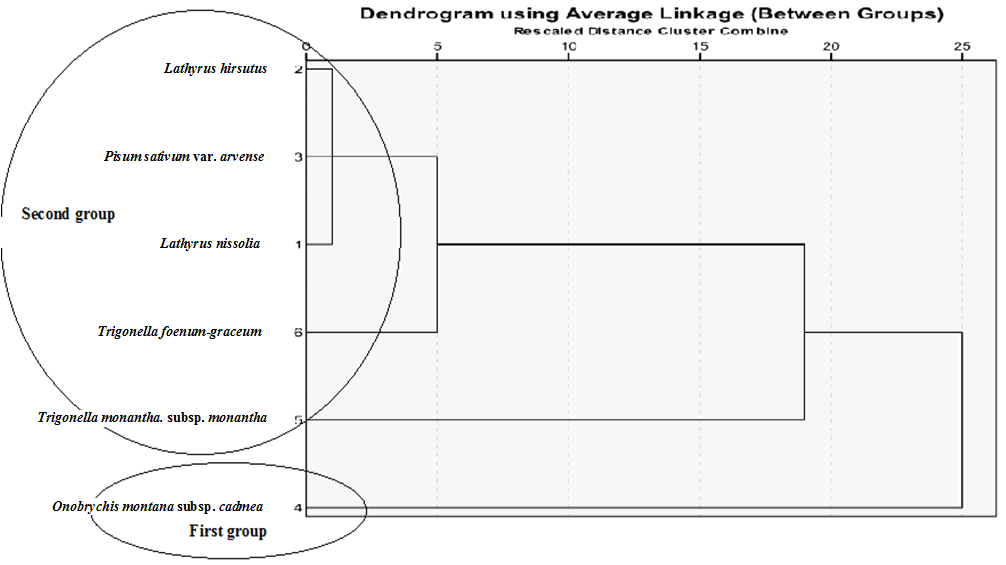 Dendrogram using Average Linkage (Between Groups)
Rescaled Distance Cluster Combine
0 5 10 15 20 25
Lathyrus hirsutus 2
Pisum sativum var. arvense 3
Second group
Lathyrus nissolia 1
Trigonella foenum-graceum 6
Trigonella monantha. subsp. monantha 5
Onobrychis montana subsp. cadmea 4
First group